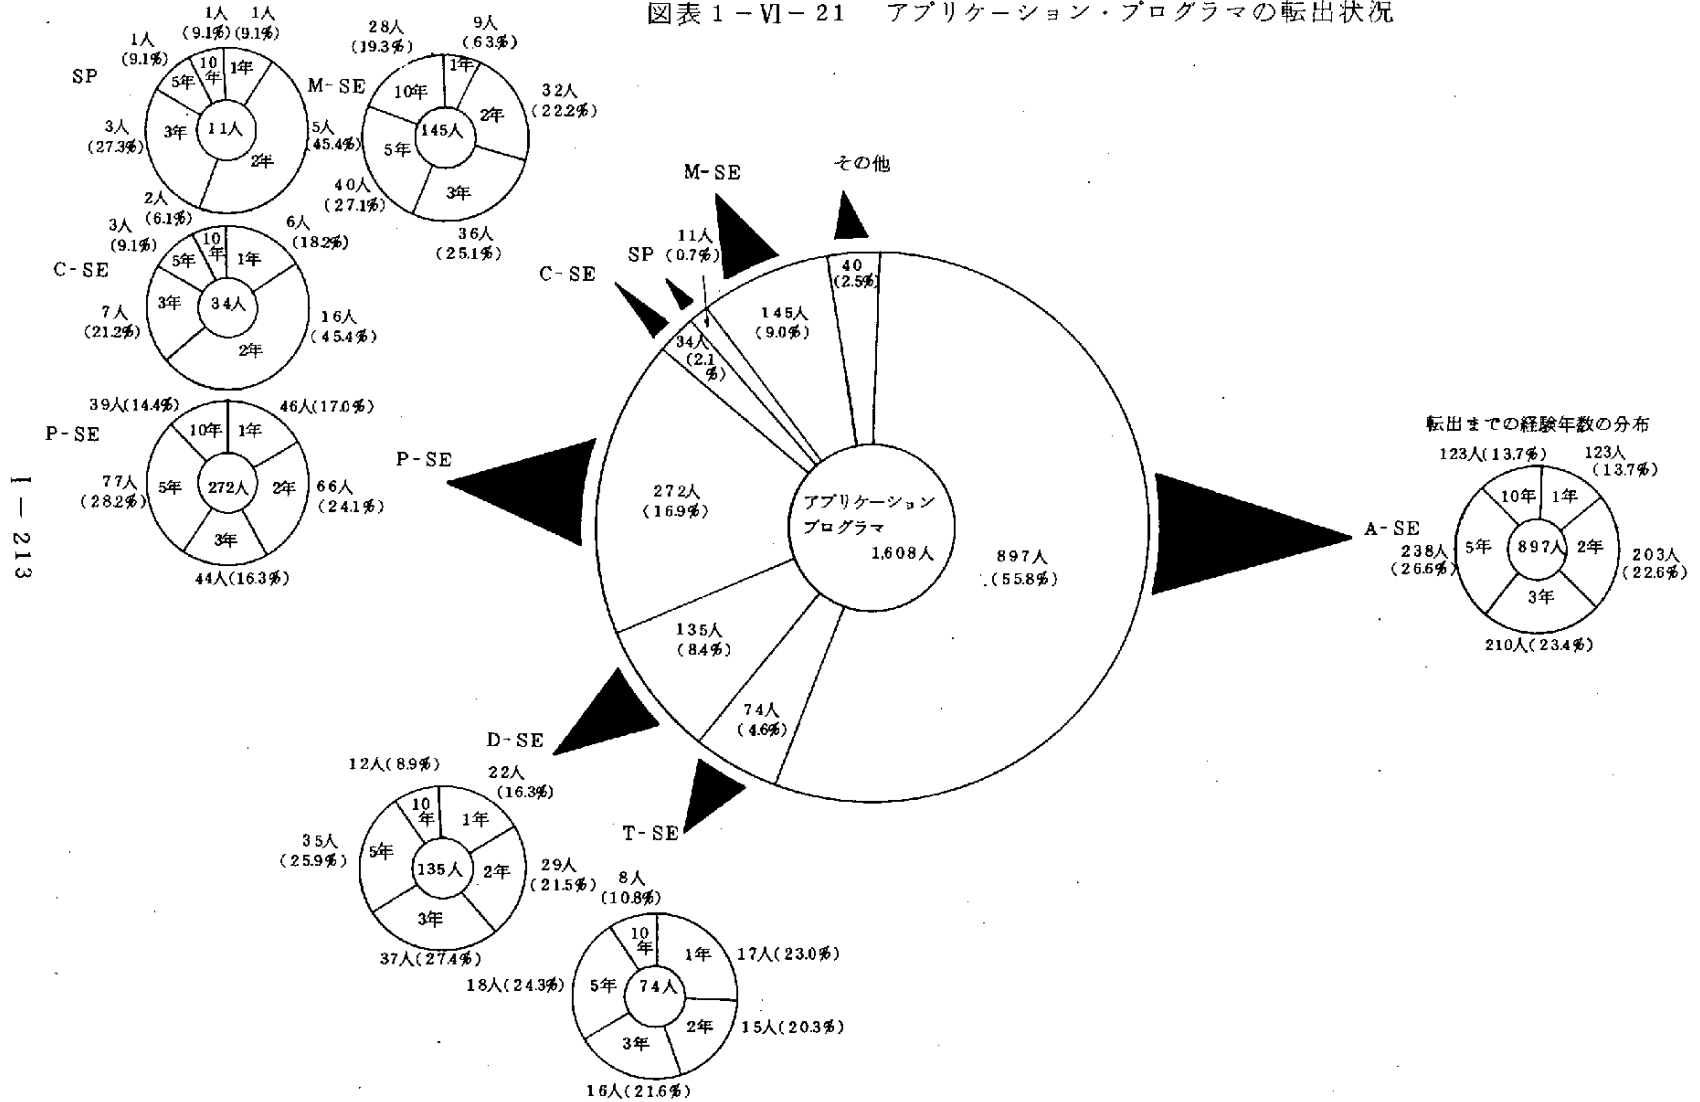 図表1-Ⅵ-21 アプリケーション・プログラマの転出状況
SP
1人
(9.1%)
1人
(9.1%)
1人
(9.1%)
5人
(45.4%)
3人
(27.3%)
10年
1年
5年
3年
2年
11人
M-SE
28人
(19.3%)
9人
(6.3%)
32人
(22.2%)
40人
(27.1%)
36人
(25.1%)
10年
1年
2年
5年
3年
145人
C-SE
2人
(6.1%)
3人
(9.1%)
6人
(18.2%)
7人
(21.2%)
16人
(45.4%)
10年
5年
1年
3年
2年
34人
P-SE
39人(14.4%)
46人(17.0%)
77人
(28.2%)
66人
(24.1%)
44人(16.3%)
10年
1年
5年
2年
3年
272人
M-SE
その他
C-SE
SP
11人
(0.7%)
40
(2.5%)
145人
(9.0%)
34人
(2.1
%)
P-SE
272人
(16.9%)
アプリケーション
プログラマ
1,608人
897人
(55.8%)
135人
(8.4%)
74人
(4.6%)
D-SE
T-SE
A-SE
転出までの経験年数の分布
123人(13.7%)
123人
(13.7%)
238人
(26.6%)
203人
(22.6%)
210人(23.4%)
10年
1年
5年
2年
3年
897人
12人(8.9%)
22人
(16.3%)
35人
(25.9%)
29人
(21.5%)
37人(27.4%)
10年
1年
5年
2年
3年
135人
8人
(10.8%)
17人(23.0%)
18人(24.3%)
15人(20.3%)
16人(21.6%)
10年
1年
5年
2年
3年
74人
I-213